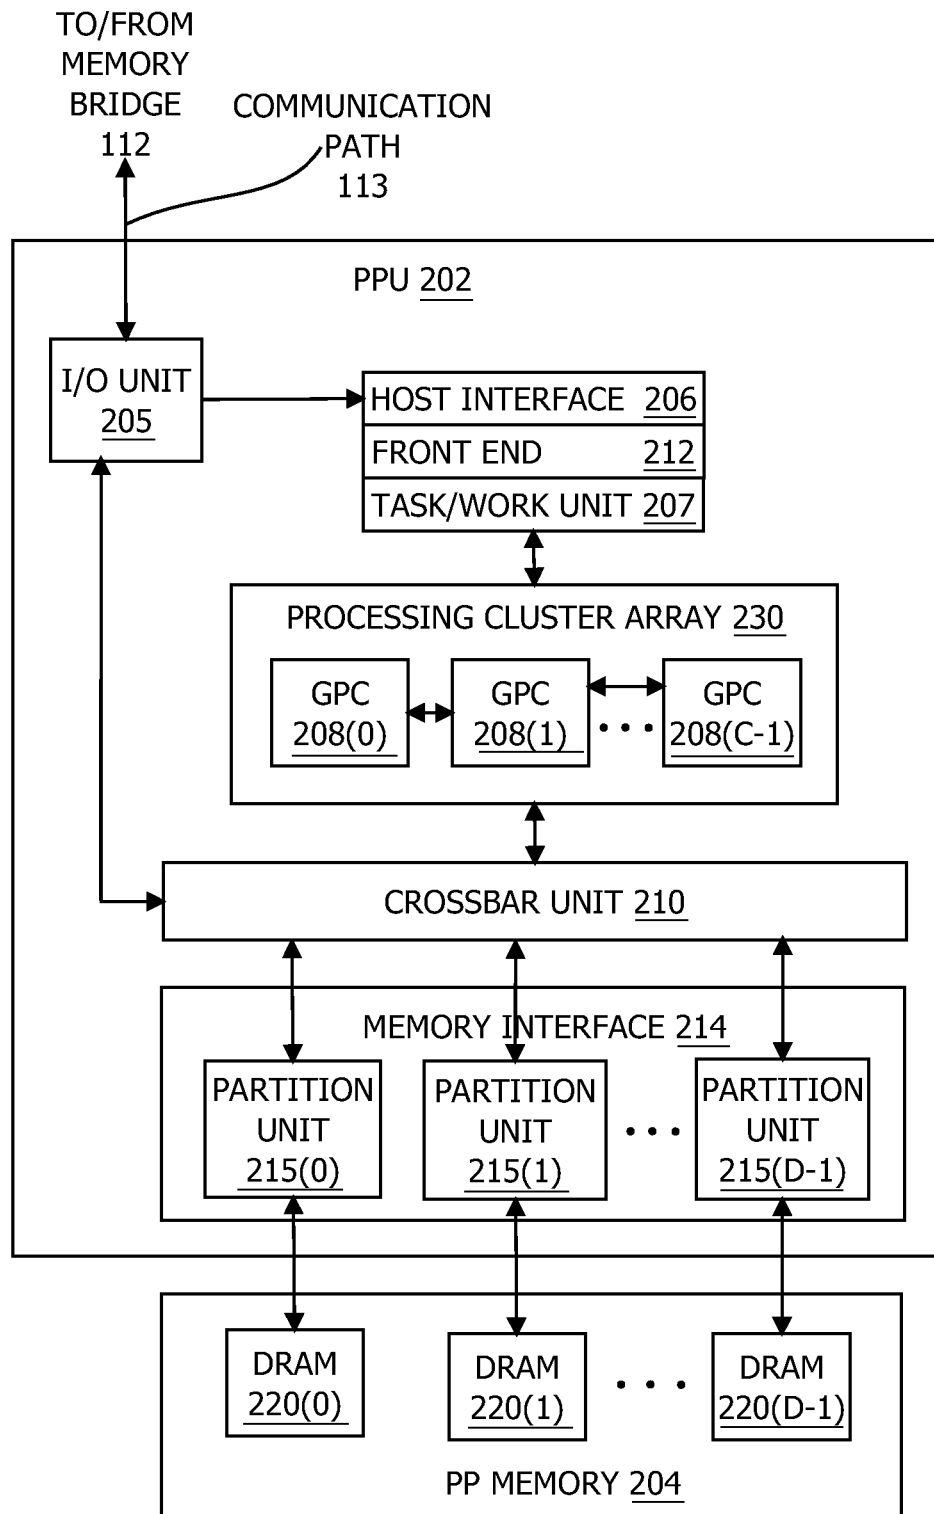 TO/FROM
MEMORY
BRIDGE
112
COMMUNICATION
PATH
113
PPU 202
I/O UNIT
205
HOST INTERFACE 206
FRONT END 212
TASK/WORK UNIT 207
PROCESSING CLUSTER ARRAY 230
GPC
208(0)
GPC
208(1)
GPC
208(C-1)
CROSSBAR UNIT 210
MEMORY INTERFACE 214
PARTITION
UNIT
215(0)
PARTITION
UNIT
215(1)
PARTITION
UNIT
215(D-1)
DRAM
220(0)
DRAM
220(1)
DRAM
220(D-1)
PP MEMORY 204